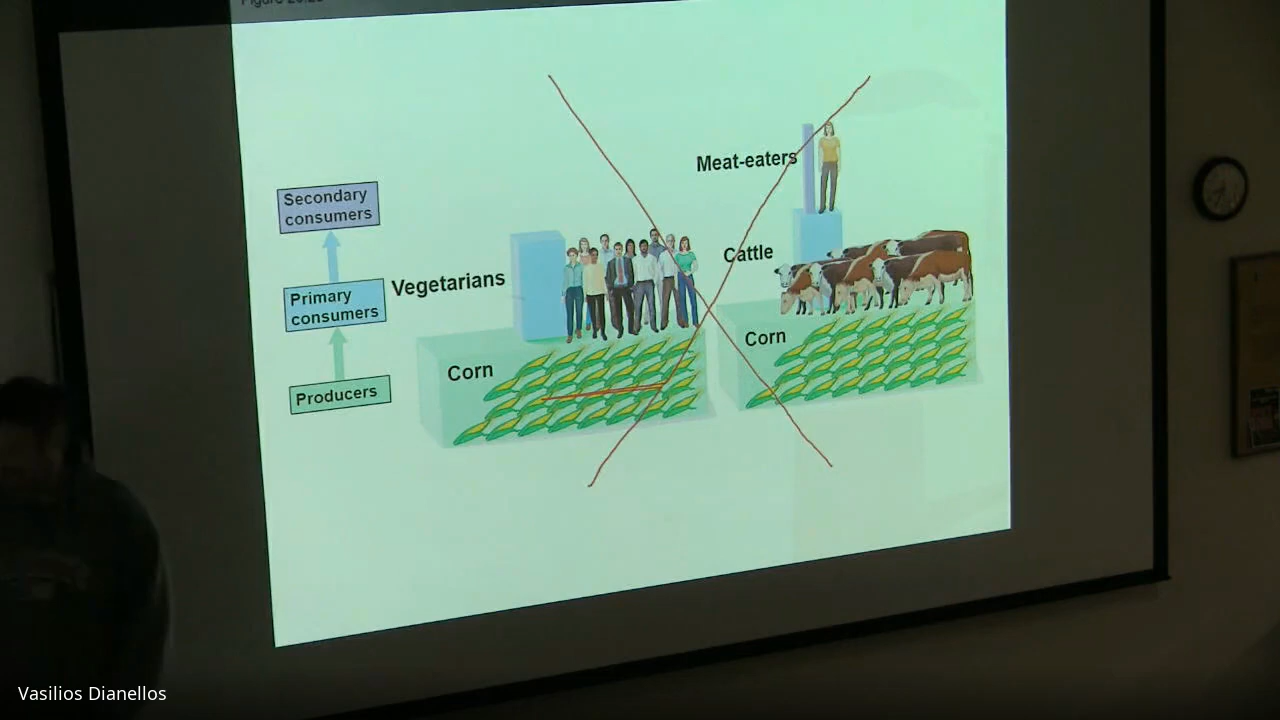 Secondary
consumers
Primary
consumers
Producers
Vegetarians
Corn
Meat-eaters
Cattle
Corn
Vasilios Dianellos